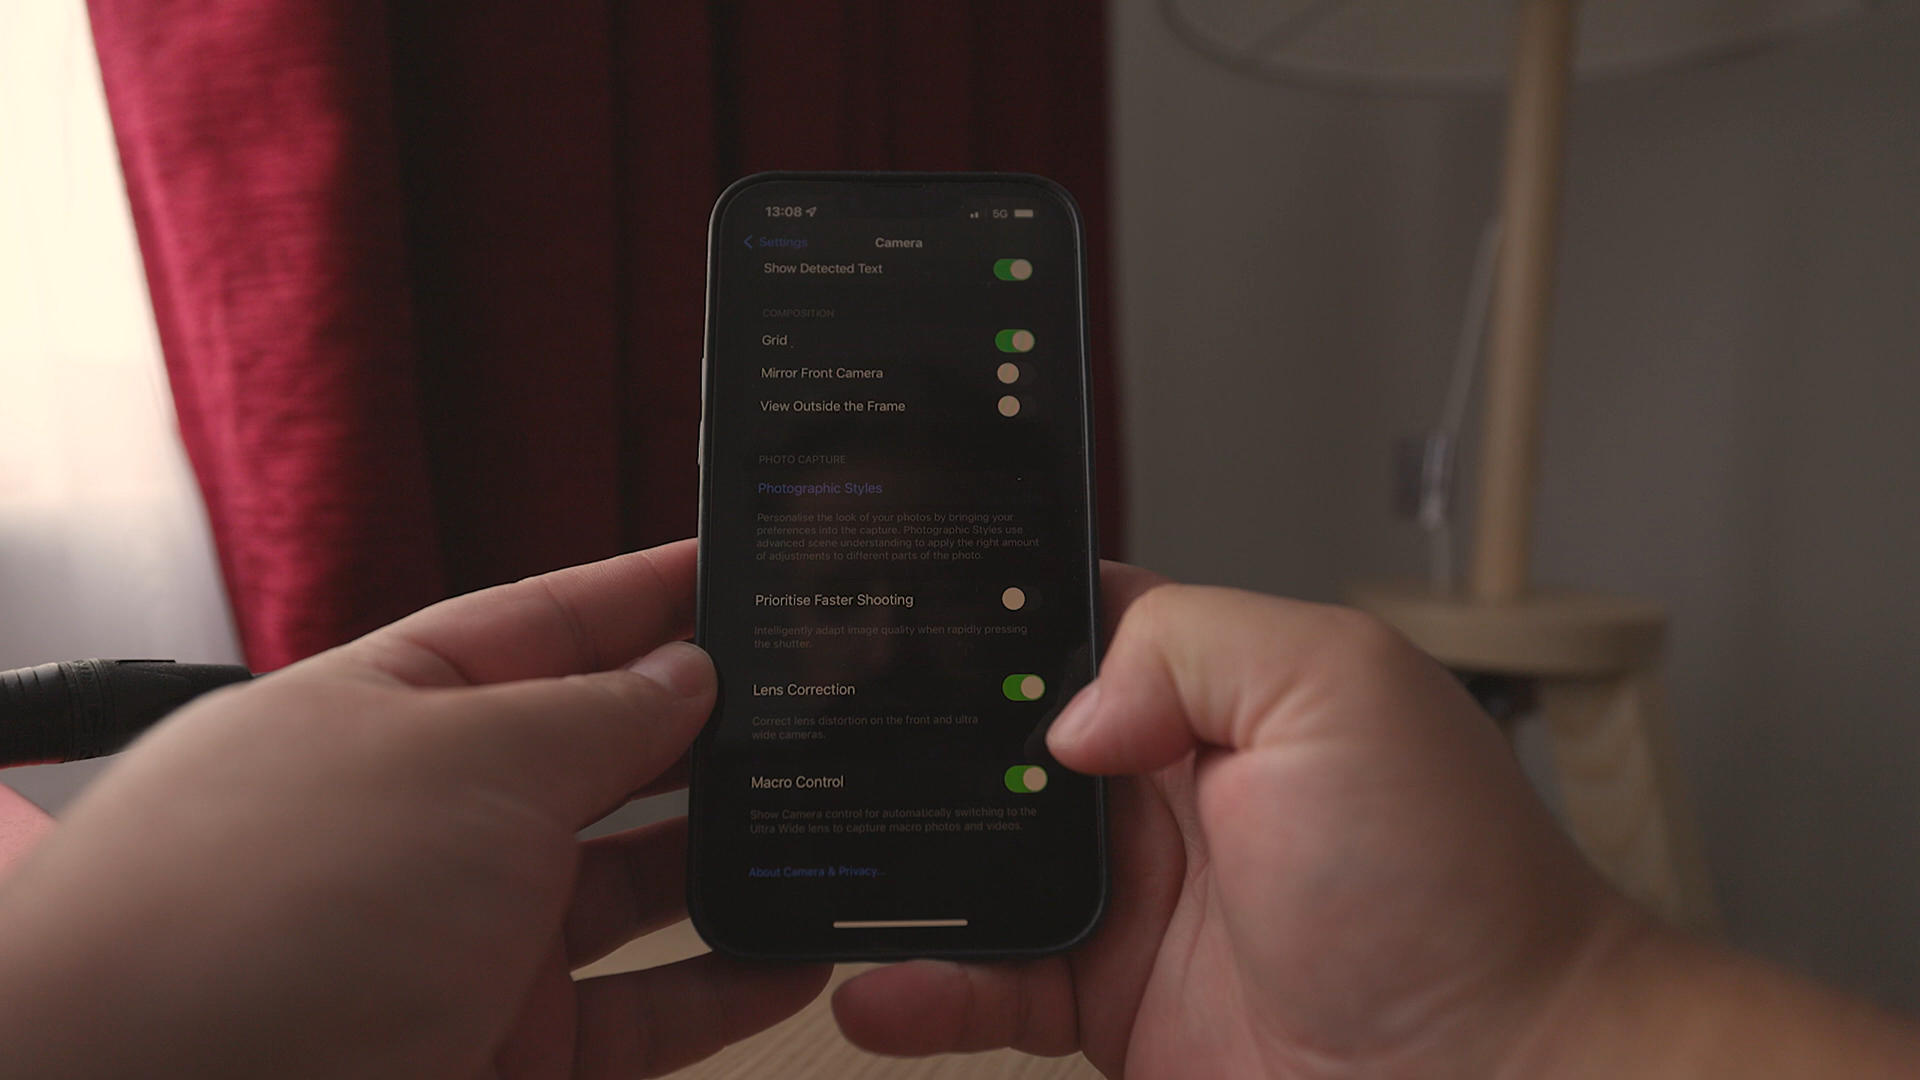 13:08 5G
Settings Camera
Show Detected Text
COMPOSITION
Grid
Mirror Front Camera
View Outside the Frame
PHOTO CAPTURE
Photographic Styles
Personalise the look of your photos by bringing your
preferences into the capture. Photographic Styles use
advanced scene understanding to apply the right amount
of adjustments to different parts of the photo.
Prioritise Faster Shooting
Intelligently adapt image quality when rapidly pressing
the shutter.
Lens Correction
Correct lens distortion on the front and ultra
wide cameras.
Macro Control
Show Camera control for automatically switching to the
Ultra Wide lens to capture macro photos and videos.
About Camera & Privacy...